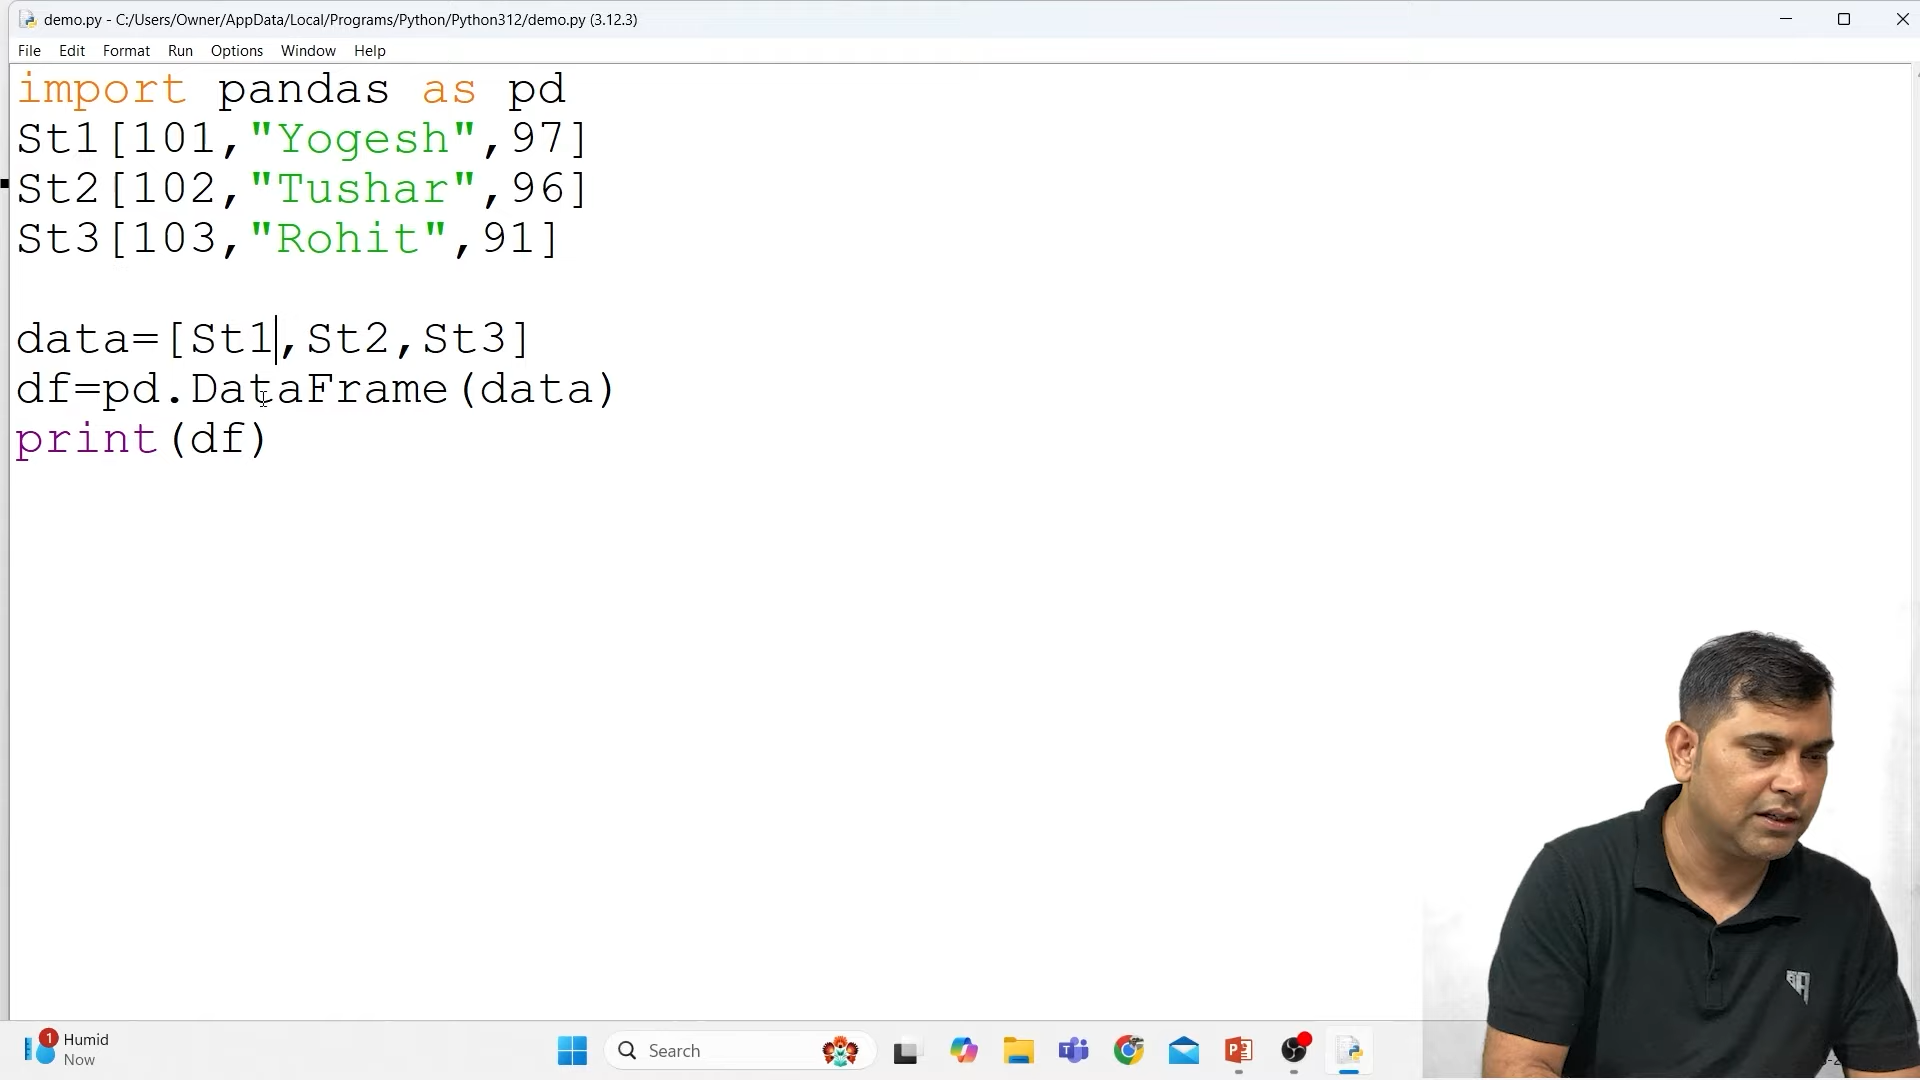 demo.py - C:/Users/Owner/AppData/Local/Programs/Python/Python312/demo.py (3.12.3)
File Edit Format Run Options Window Help
import pandas as pd
St1[101,"Yogesh",97]
St2[102,"Tushar",96]
St3[103,"Rohit",91]
data=[St1,St2,St3]
df=pd.DataFrame(data)
print(df)
1
Humid
Now
Search